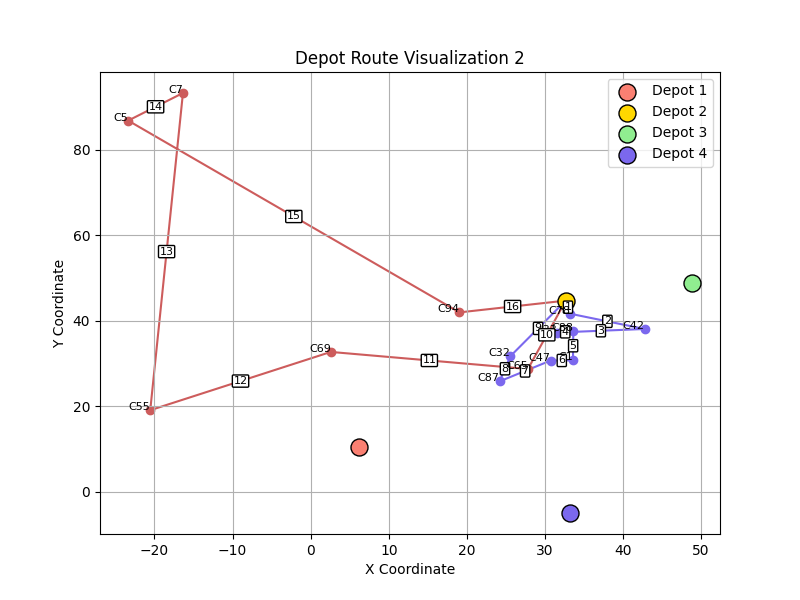 Depot Route Visualization 2
Depot 1
Depot 2
Depot 3
Depot 4
C7
C5
14
15
13
C94
16
1
2
C42
3
9
C88
10
4
5
C32
C69
11
8
C65
7
C47
6
C87
12
C55
80
60
40
20
0
Y Coordinate
−20
−10
0
10
20
30
40
50
X Coordinate